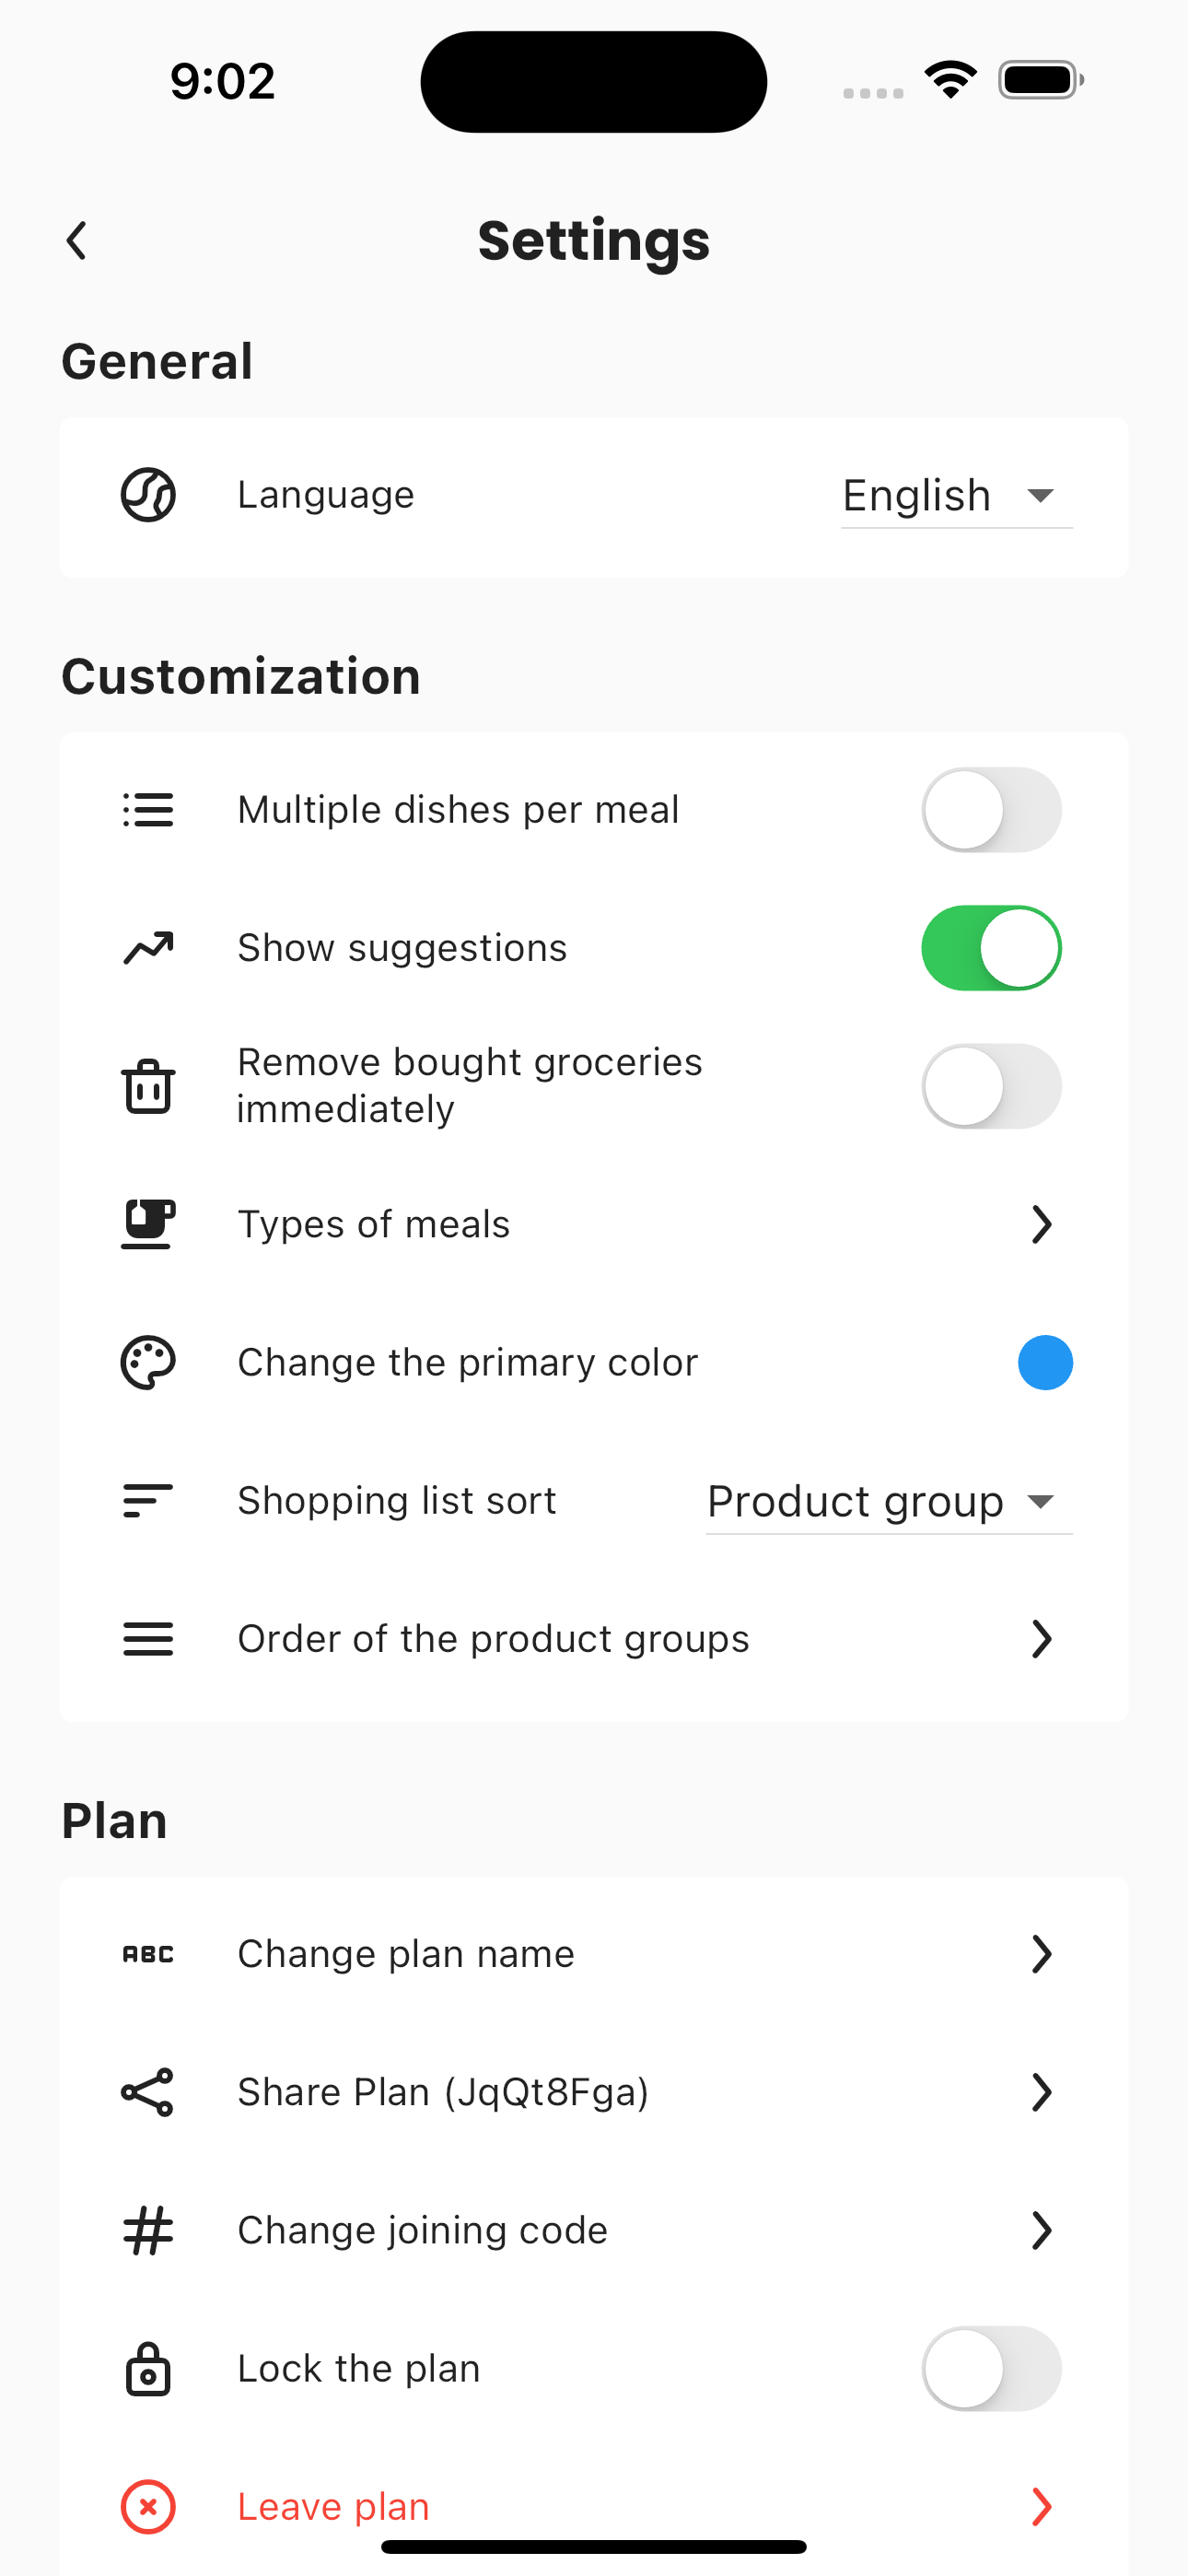 9:02
Settings
General
Language English
Customization
Multiple dishes per meal
Show suggestions
Remove bought groceries
immediately
Types of meals
Change the primary color
Shopping list sort Product group
Order of the product groups
Plan
ABC Change plan name
Share Plan (JqQt8Fga)
# Change joining code
Lock the plan
Leave plan